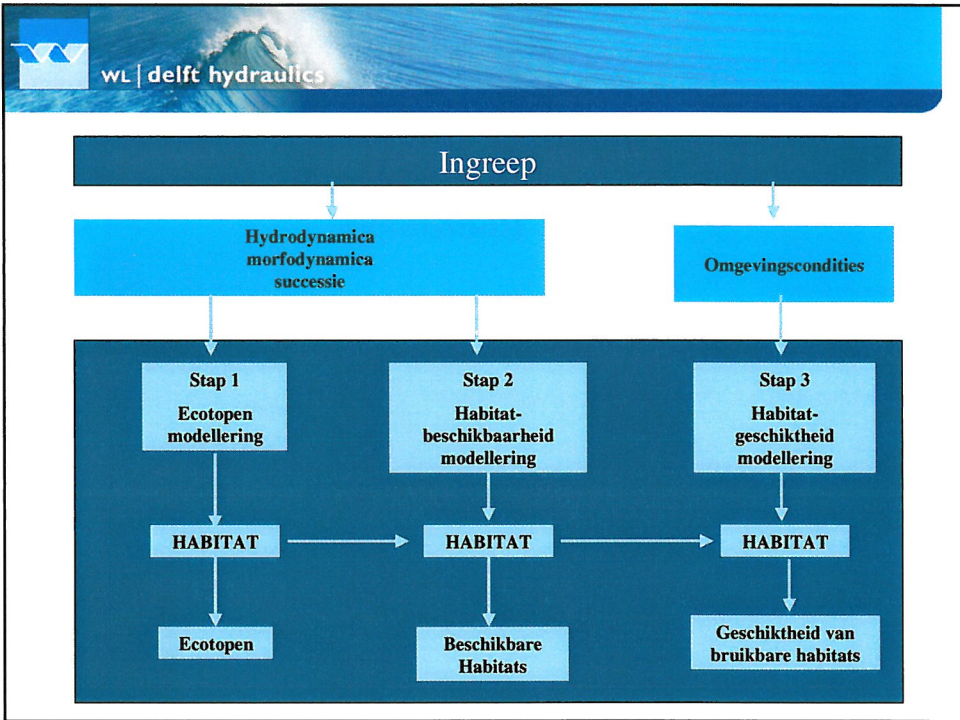 WL | delft hydraulics
Ingreep
Hydrodynamica
morfodynamica
successie
Omgevingscondities
Stap 1
Ecotopen
modellering
Stap 2
Habitat-
beschikbaarheid
modellering
Stap 3
Habitat-
geschiktheid
modellering
HABITAT
HABITAT
HABITAT
Ecotopen
Beschikbare
Habitats
Geschiktheid van
bruikbare habitats